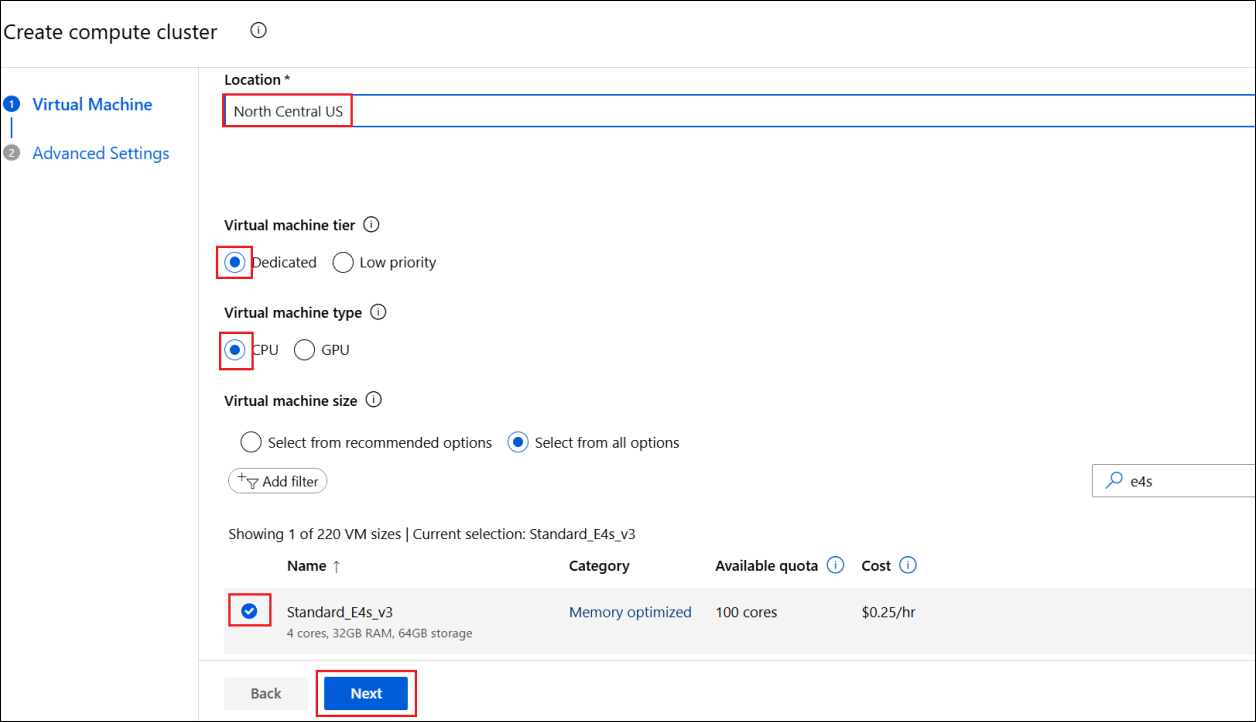 Create compute cluster
1 Virtual Machine
2 Advanced Settings
Location *
North Central US
Virtual machine tier
Dedicated Low priority
Virtual machine type
CPU GPU
Virtual machine size
Select from recommended options Select from all options
Add filter e4s
Showing 1 of 220 VM sizes | Current selection: Standard_E4s_v3
Name ↑ Category Available quota Cost
Standard_E4s_v3 Memory optimized 100 cores $0.25/hr
4 cores, 32GB RAM, 64GB storage
Back Next